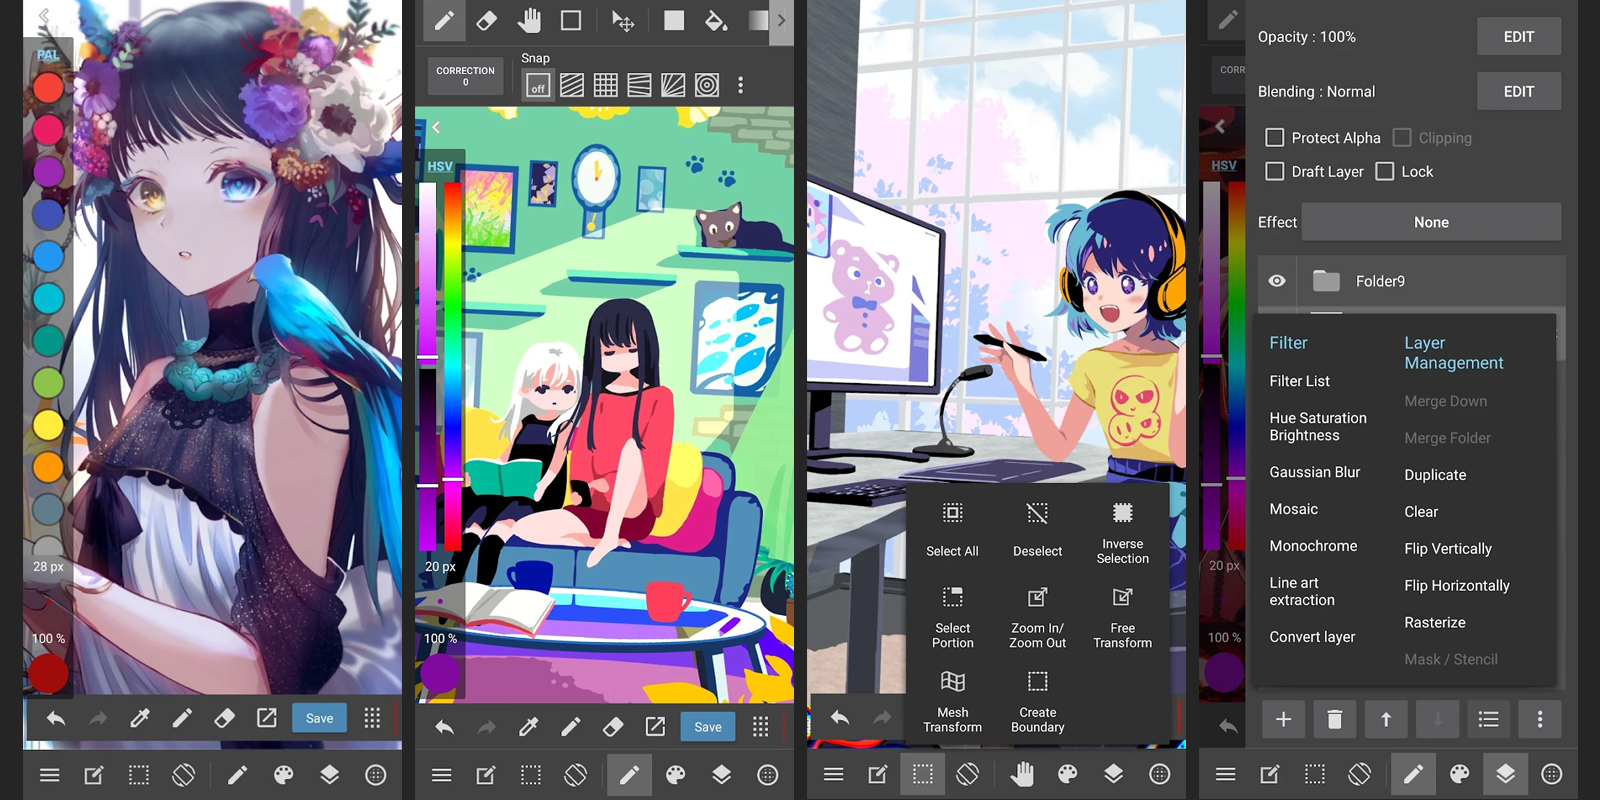 PAL
28 px
100 %
Save
CORRECTION
0
Snap
off
HSV
20 px
100 %
Save
Select All
Deselect
Inverse
Selection
Select
Portion
Zoom In/
Zoom Out
Free
Transform
Mesh
Transform
Create
Boundary
CORR
HSV
20 px
100 %
Opacity : 100%
EDIT
Blending : Normal
EDIT
Protect Alpha
Clipping
Draft Layer
Lock
Effect
None
Folder9
Filter
Filter List
Hue Saturation
Brightness
Gaussian Blur
Mosaic
Monochrome
Line art
extraction
Convert layer
Layer
Management
Merge Down
Merge Folder
Duplicate
Clear
Flip Vertically
Flip Horizontally
Rasterize
Mask / Stencil